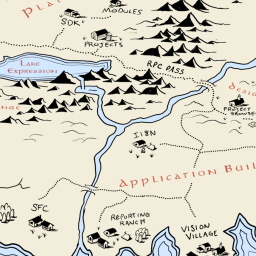 MODULES
PLA
SDK
PROJECTS
LAKE
EXPRESSION
RPC PASS
DESIG
PROJECT
BROWSER
NGE
I18N
APPLICATION BUIL
SFC
REPORTING
RANCH
VISION
VILLAGE